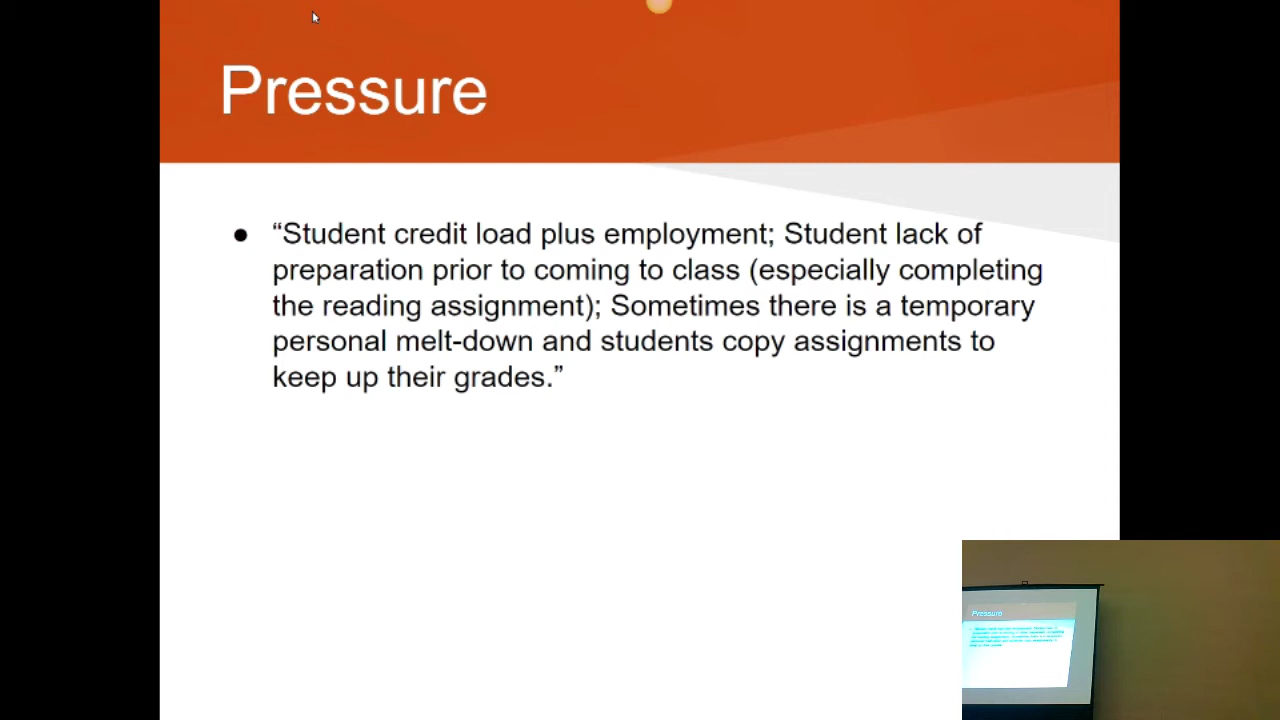 Pressure
● “Student credit load plus employment; Student lack of
preparation prior to coming to class (especially completing
the reading assignment); Sometimes there is a temporary
personal melt-down and students copy assignments to
keep up their grades.”
Pressure